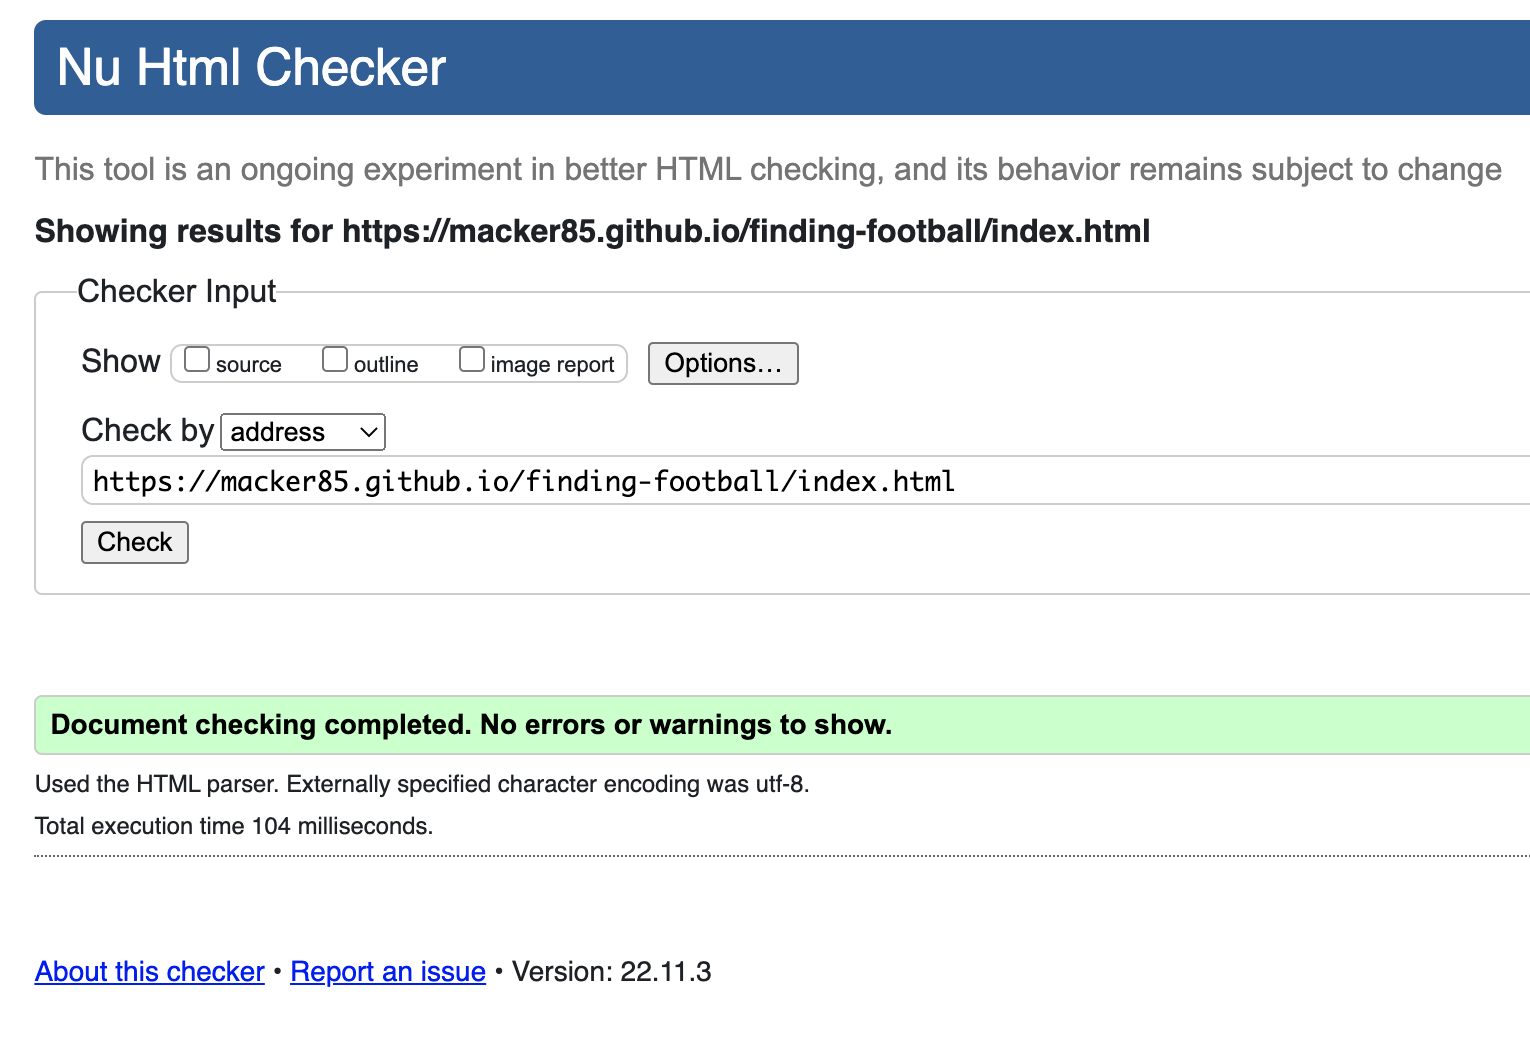 Nu Html Checker
This tool is an ongoing experiment in better HTML checking, and its behavior remains subject to change
Showing results for https://macker85.github.io/finding-football/index.html
Checker Input
Show source outline image report Options...
Check by address
https://macker85.github.io/finding-football/index.html
Check
Document checking completed. No errors or warnings to show.
Used the HTML parser. Externally specified character encoding was utf-8.
Total execution time 104 milliseconds.
About this checker • Report an issue • Version: 22.11.3